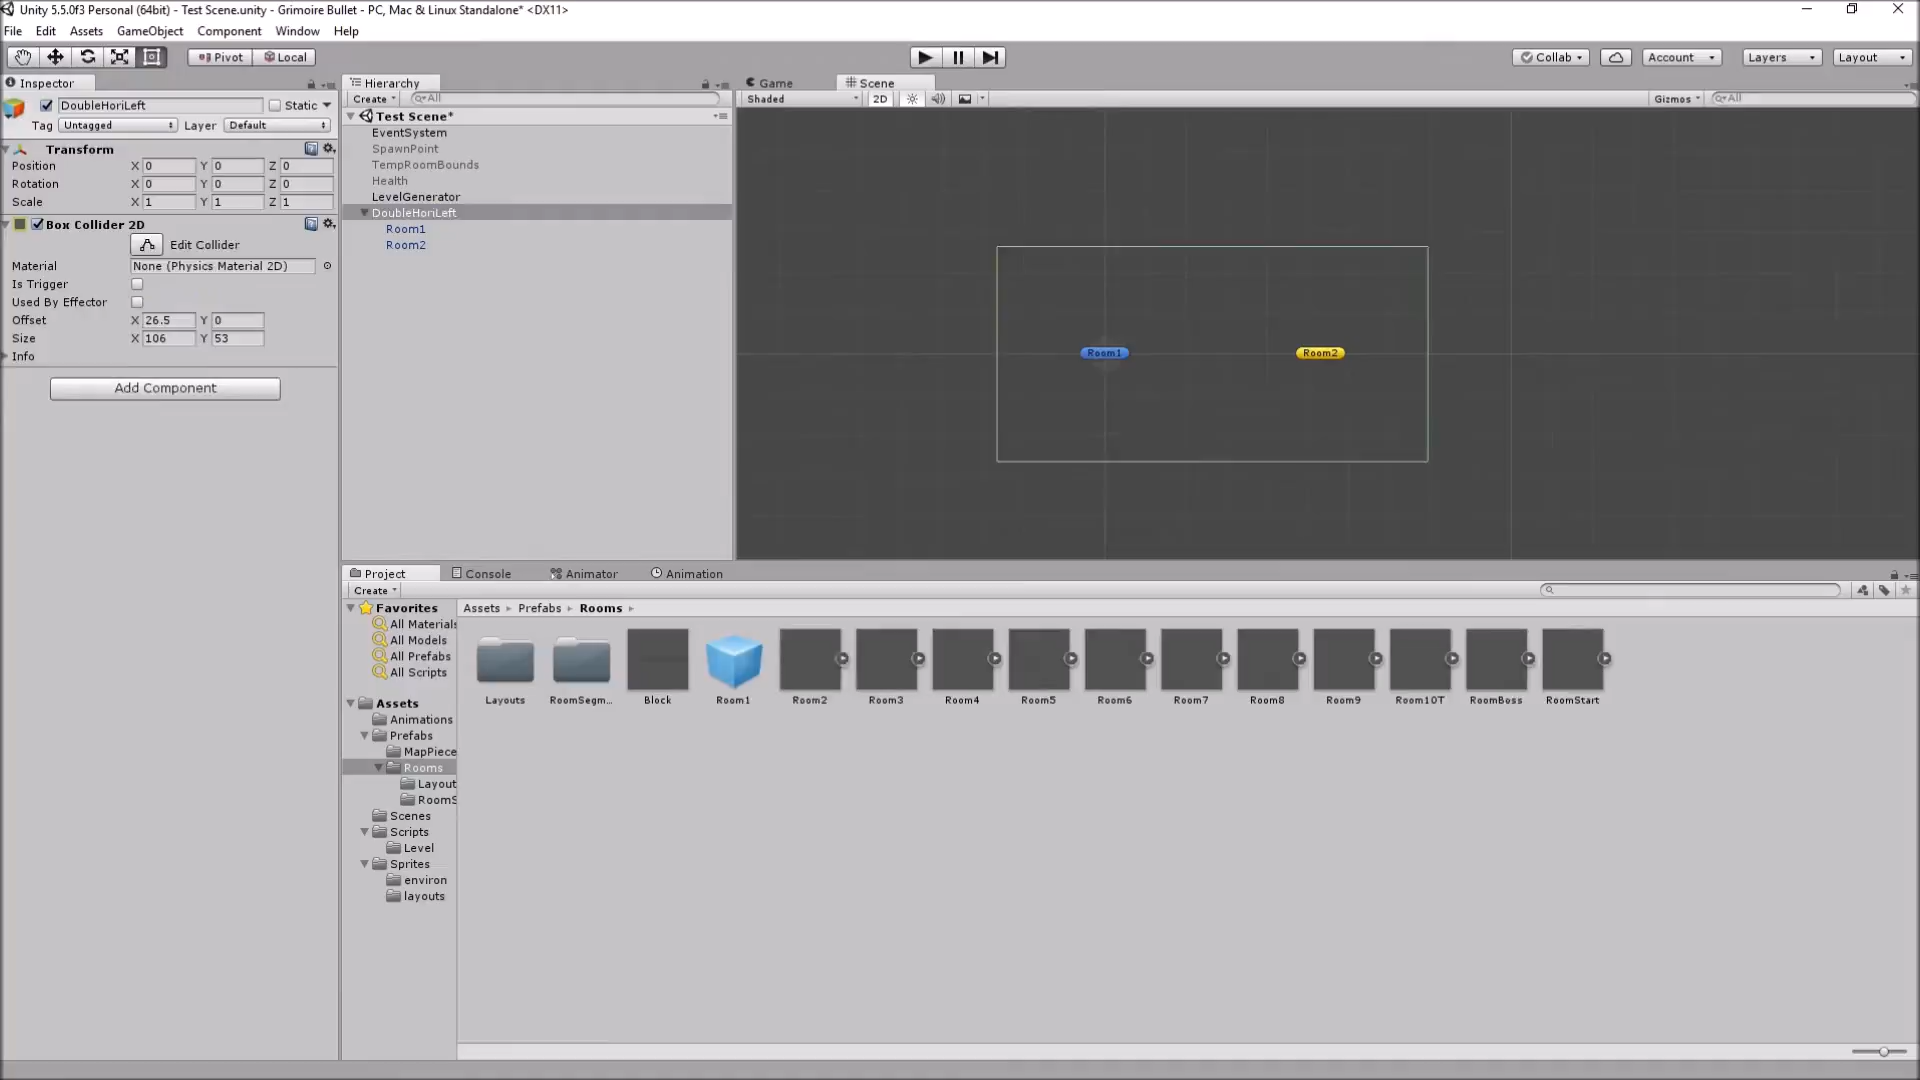 Unity 5.5.0f3 Personal (64bit) - Test Scene.unity - Grimoire Bullet - PC, Mac & Linux Standalone* <DX11>
File Edit Assets GameObject Component Window Help
Pivot Local Collab Account Layers Layout
Inspector
DoubleHoriLeft Static
Tag Untagged Layer Default
Transform
Position X 0 Y 0 Z 0
Rotation X 0 Y 0 Z 0
Scale X 1 Y 1 Z 1
Box Collider 2D
Edit Collider
Material None (Physics Material 2D)
Is Trigger
Used By Effector
Offset X 26.5 Y 0
Size X 106 Y 53
Info
Add Component
Hierarchy
Create All
Test Scene*
EventSystem
SpawnPoint
TempRoomBounds
Health
LevelGenerator
DoubleHoriLeft
Room1
Room2
Game Scene
Shaded 2D Gizmos All
Room1 Room2
Project Console Animator Animation
Create
Favorites
All Materials
All Models
All Prefabs
All Scripts
Assets
Animations
Prefabs
MapPiece
Rooms
Layout
RoomS
Scenes
Scripts
Level
Sprites
environ
layouts
Assets Prefabs Rooms
Layouts RoomSegm... Block Room1 Room2 Room3 Room4 Room5 Room6 Room7 Room8 Room9 Room10T RoomBoss RoomStart